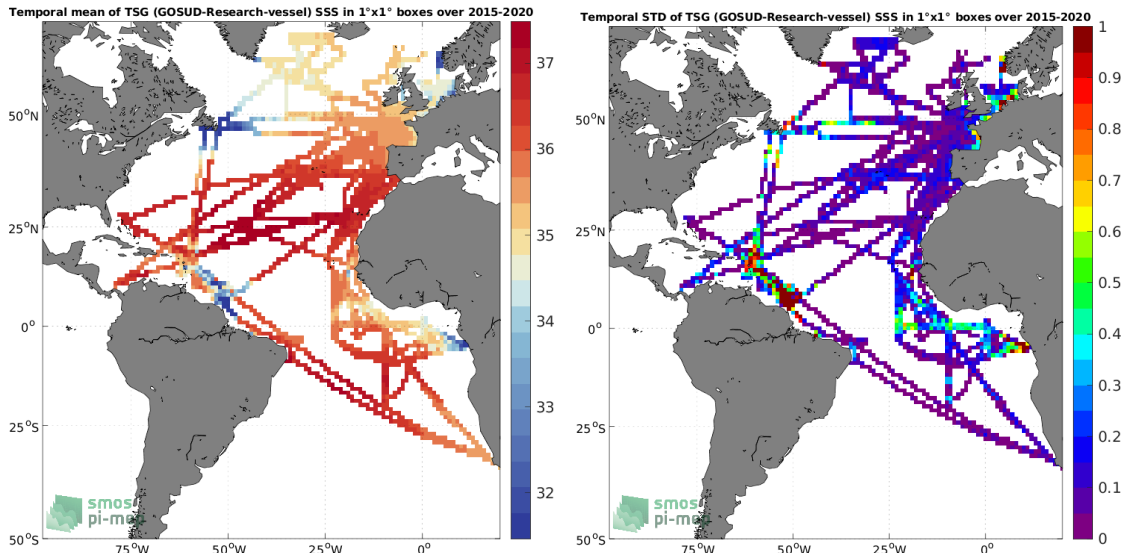 Temporal mean of TSG (GOSUD-Research-vessel) SSS in 1°x1° boxes over 2015-2020
50°N
25°N
0°
25°S
50°S
75°W
50°W
25°W
0°
37
36
35
34
33
32
smos
pi-mep
Temporal STD of TSG (GOSUD-Research-vessel) SSS in 1°x1° boxes over 2015-2020
50°N
25°N
0°
25°S
50°S
75°W
50°W
25°W
0°
1
0.9
0.8
0.7
0.6
0.5
0.4
0.3
0.2
0.1
0
smos
pi-mep